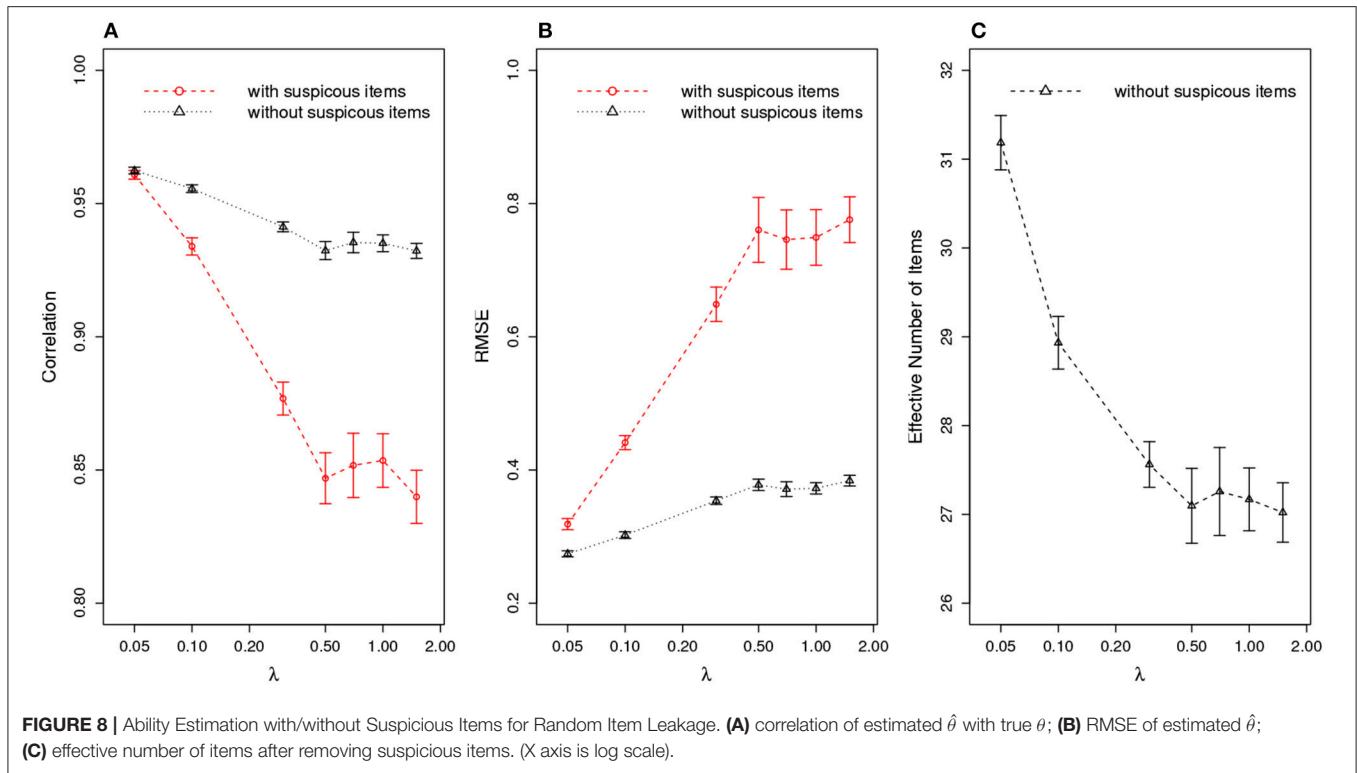 A
1.00
0.95
0.90
0.85
0.80
Correlation
with suspicous items
without suspicous items
0.05 0.10 0.20 0.50 1.00 2.00
λ
B
1.0
0.8
0.6
0.4
0.2
RMSE
with suspicous items
without suspicous items
0.05 0.10 0.20 0.50 1.00 2.00
λ
C
32
31
30
29
28
27
26
Effective Number of Items
without suspicous items
0.05 0.10 0.20 0.50 1.00 2.00
λ
FIGURE 8 | Ability Estimation with/without Suspicious Items for Random Item Leakage. (A) correlation of estimated θ̂ with true θ; (B) RMSE of estimated θ̂;
(C) effective number of items after removing suspicious items. (X axis is log scale).